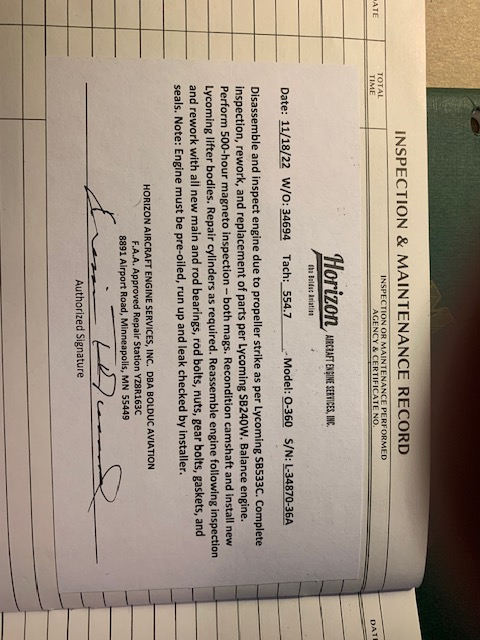 DATE
TOTAL
TIME
INSPECTION & MAINTENANCE RECORD
INSPECTION OR MAINTENANCE PERFORMED
AGENCY & CERTIFICATE NO.
DATE
Horizon AIRCRAFT ENGINE SERVICES, INC.
dba Bolduc Aviation
Date: 11/18/22 W/O: 34694 Tach: 554.7 Model: O-360 S/N: L-34870-36A
Disassemble and inspect engine due to propeller strike as per Lycoming SB533C. Complete
inspection, rework, and replacement of parts per Lycoming SB240W. Balance engine.
Perform 500-hour magneto inspection – both mags. Recondition camshaft and install new
Lycoming lifter bodies. Repair cylinders as required. Reassemble engine following inspection
and rework with all new main and rod bearings, rod bolts, nuts, gear bolts, gaskets, and
seals. Note: Engine must be pre-oiled, run up and leak checked by installer.
HORIZON AIRCRAFT ENGINE SERVICES, INC. DBA BOLDUC AVIATION
F.A.A. Approved Repair Station YZ8R163C
8891 Airport Road, Minneapolis, MN 55449
Authorized Signature